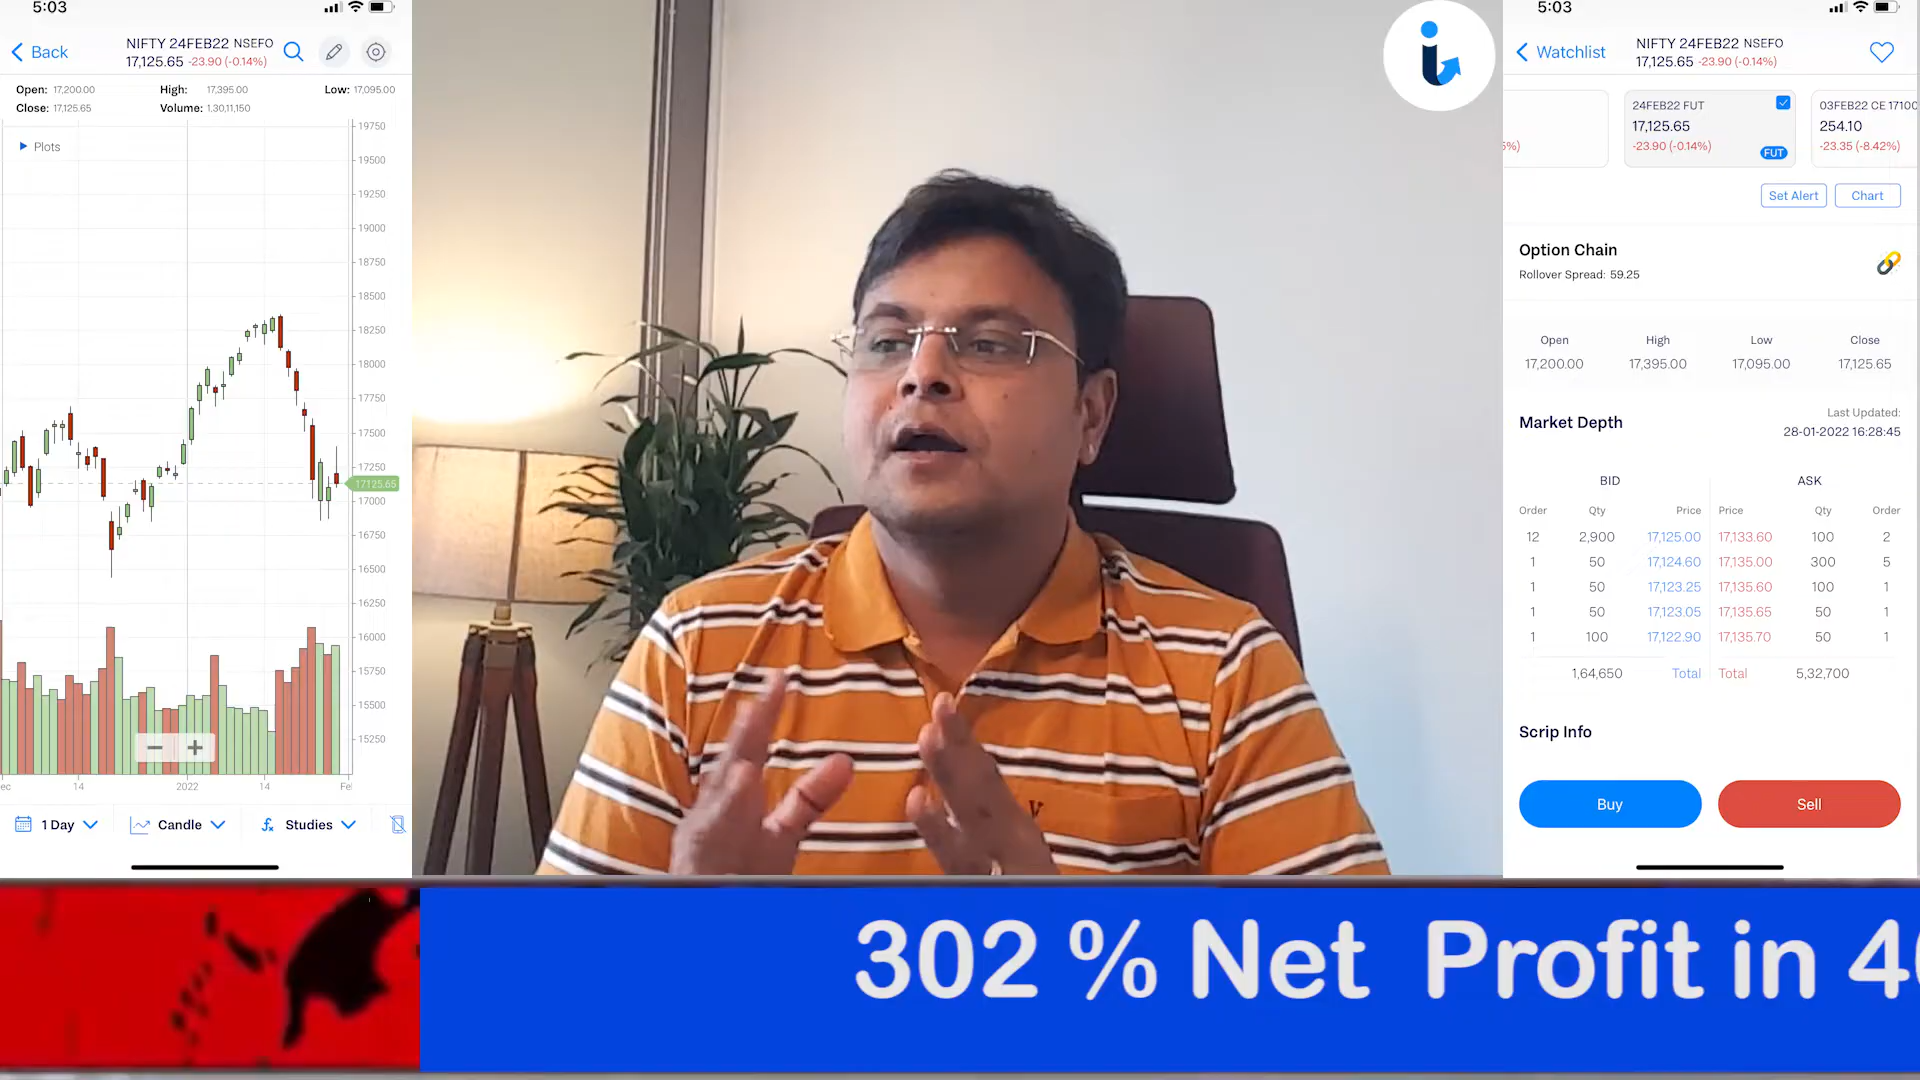 5:03
Back
NIFTY 24FEB22 NSEFO
17,125.65 -23.90 (-0.14%)
Open: 17,200.00 High: 17,395.00 Low: 17,095.00
Close: 17,125.65 Volume: 1,30,11,150
Plots
19750
19500
19250
19000
18750
18500
18250
18000
17750
17500
17250
17125.65
17000
16750
16500
16250
16000
15750
15500
15250
ec 14 2022 14 Fe
1 Day Candle Studies
5:03
Watchlist
NIFTY 24FEB22 NSEFO
17,125.65 -23.90 (-0.14%)
%)
24FEB22 FUT
17,125.65
-23.90 (-0.14%)
FUT
03FEB22 CE 17100
254.10
-23.35 (-8.42%)
Set Alert Chart
Option Chain
Rollover Spread: 59.25
Open High Low Close
17,200.00 17,395.00 17,095.00 17,125.65
Market Depth
Last Updated:
28-01-2022 16:28:45
BID ASK
Order Qty Price Price Qty Order
12 2,900 17,125.00 17,133.60 100 2
1 50 17,124.60 17,135.00 300 5
1 50 17,123.25 17,135.60 100 1
1 50 17,123.05 17,135.65 50 1
1 100 17,122.90 17,135.70 50 1
1,64,650 Total Total 5,32,700
Scrip Info
Buy Sell
302 % Net Profit in 4